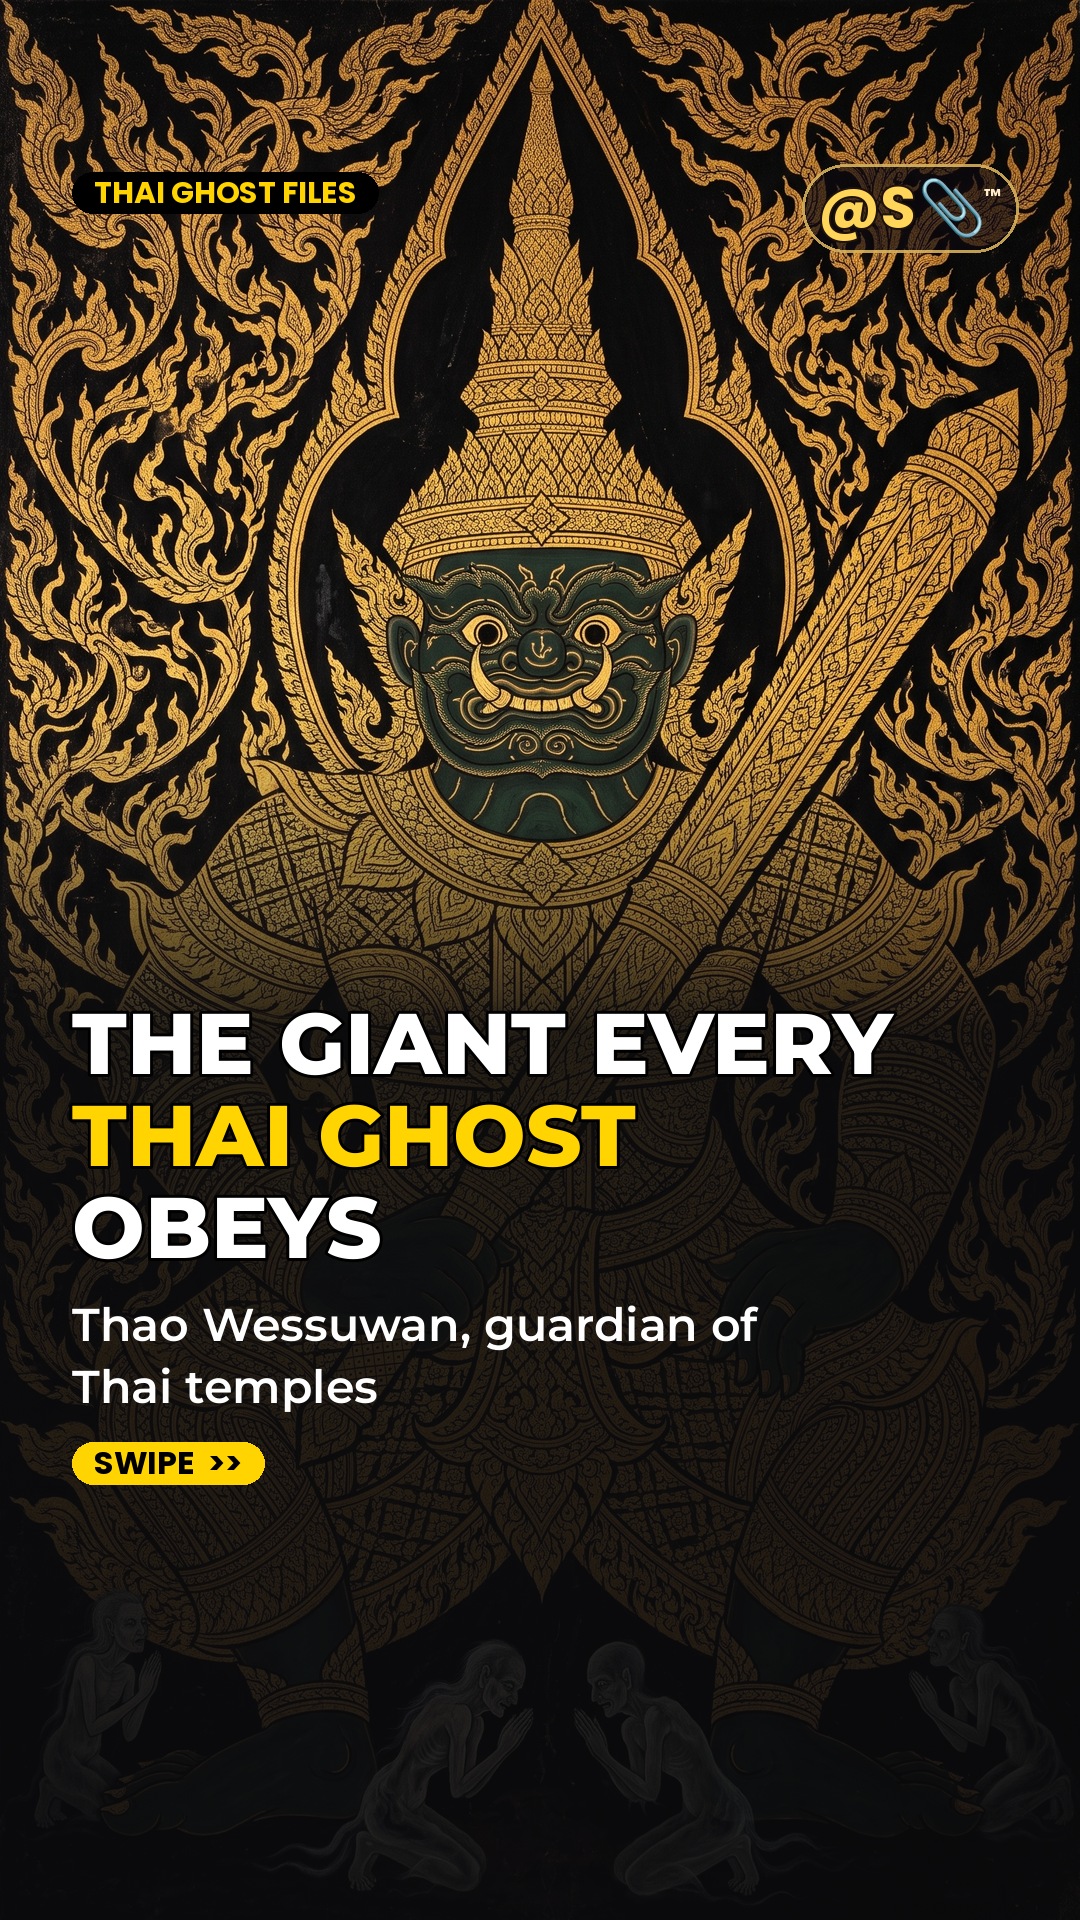 THAI GHOST FILES
@S📎™
THE GIANT EVERY
THAI GHOST
OBEYS
Thao Wessuwan, guardian of
Thai temples
SWIPE >>